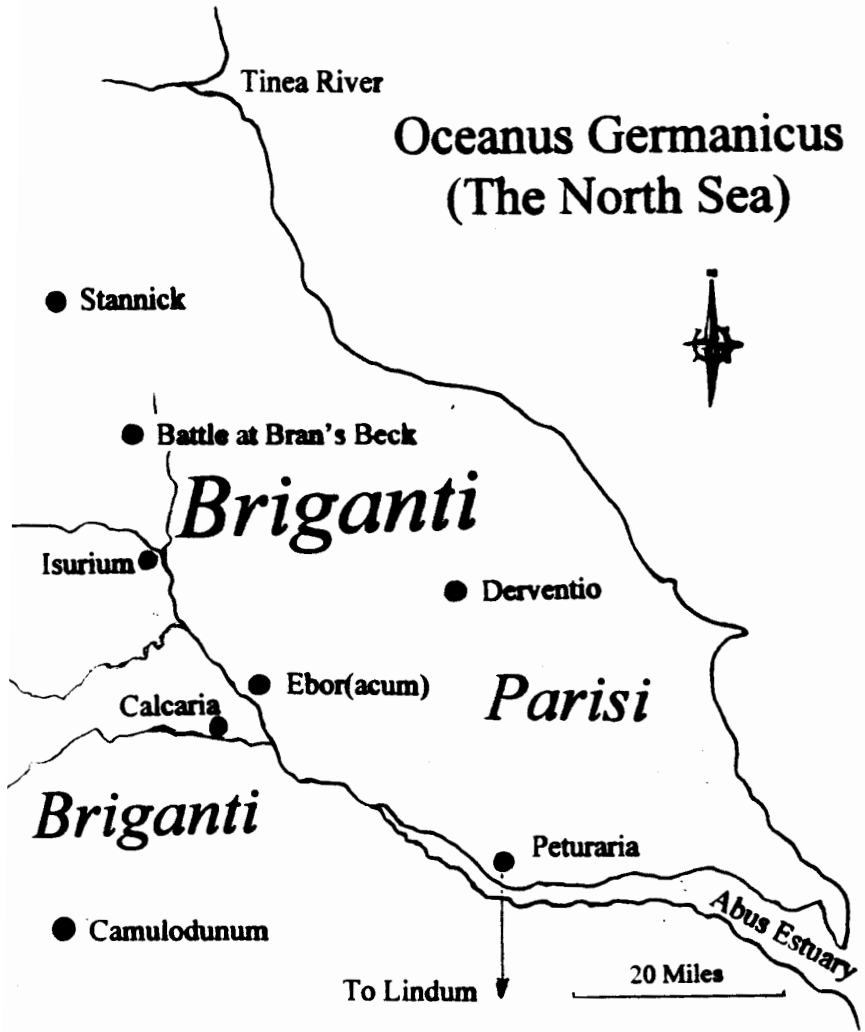 Tinea River
Oceanus Germanicus
(The North Sea)
Stannick
Battle at Bran's Beck
Briganti
Isurium
Derventio
Ebor(acum)
Parisi
Calcaria
Briganti
Peturaria
Camulodunum
Abus Estuary
To Lindum
20 Miles